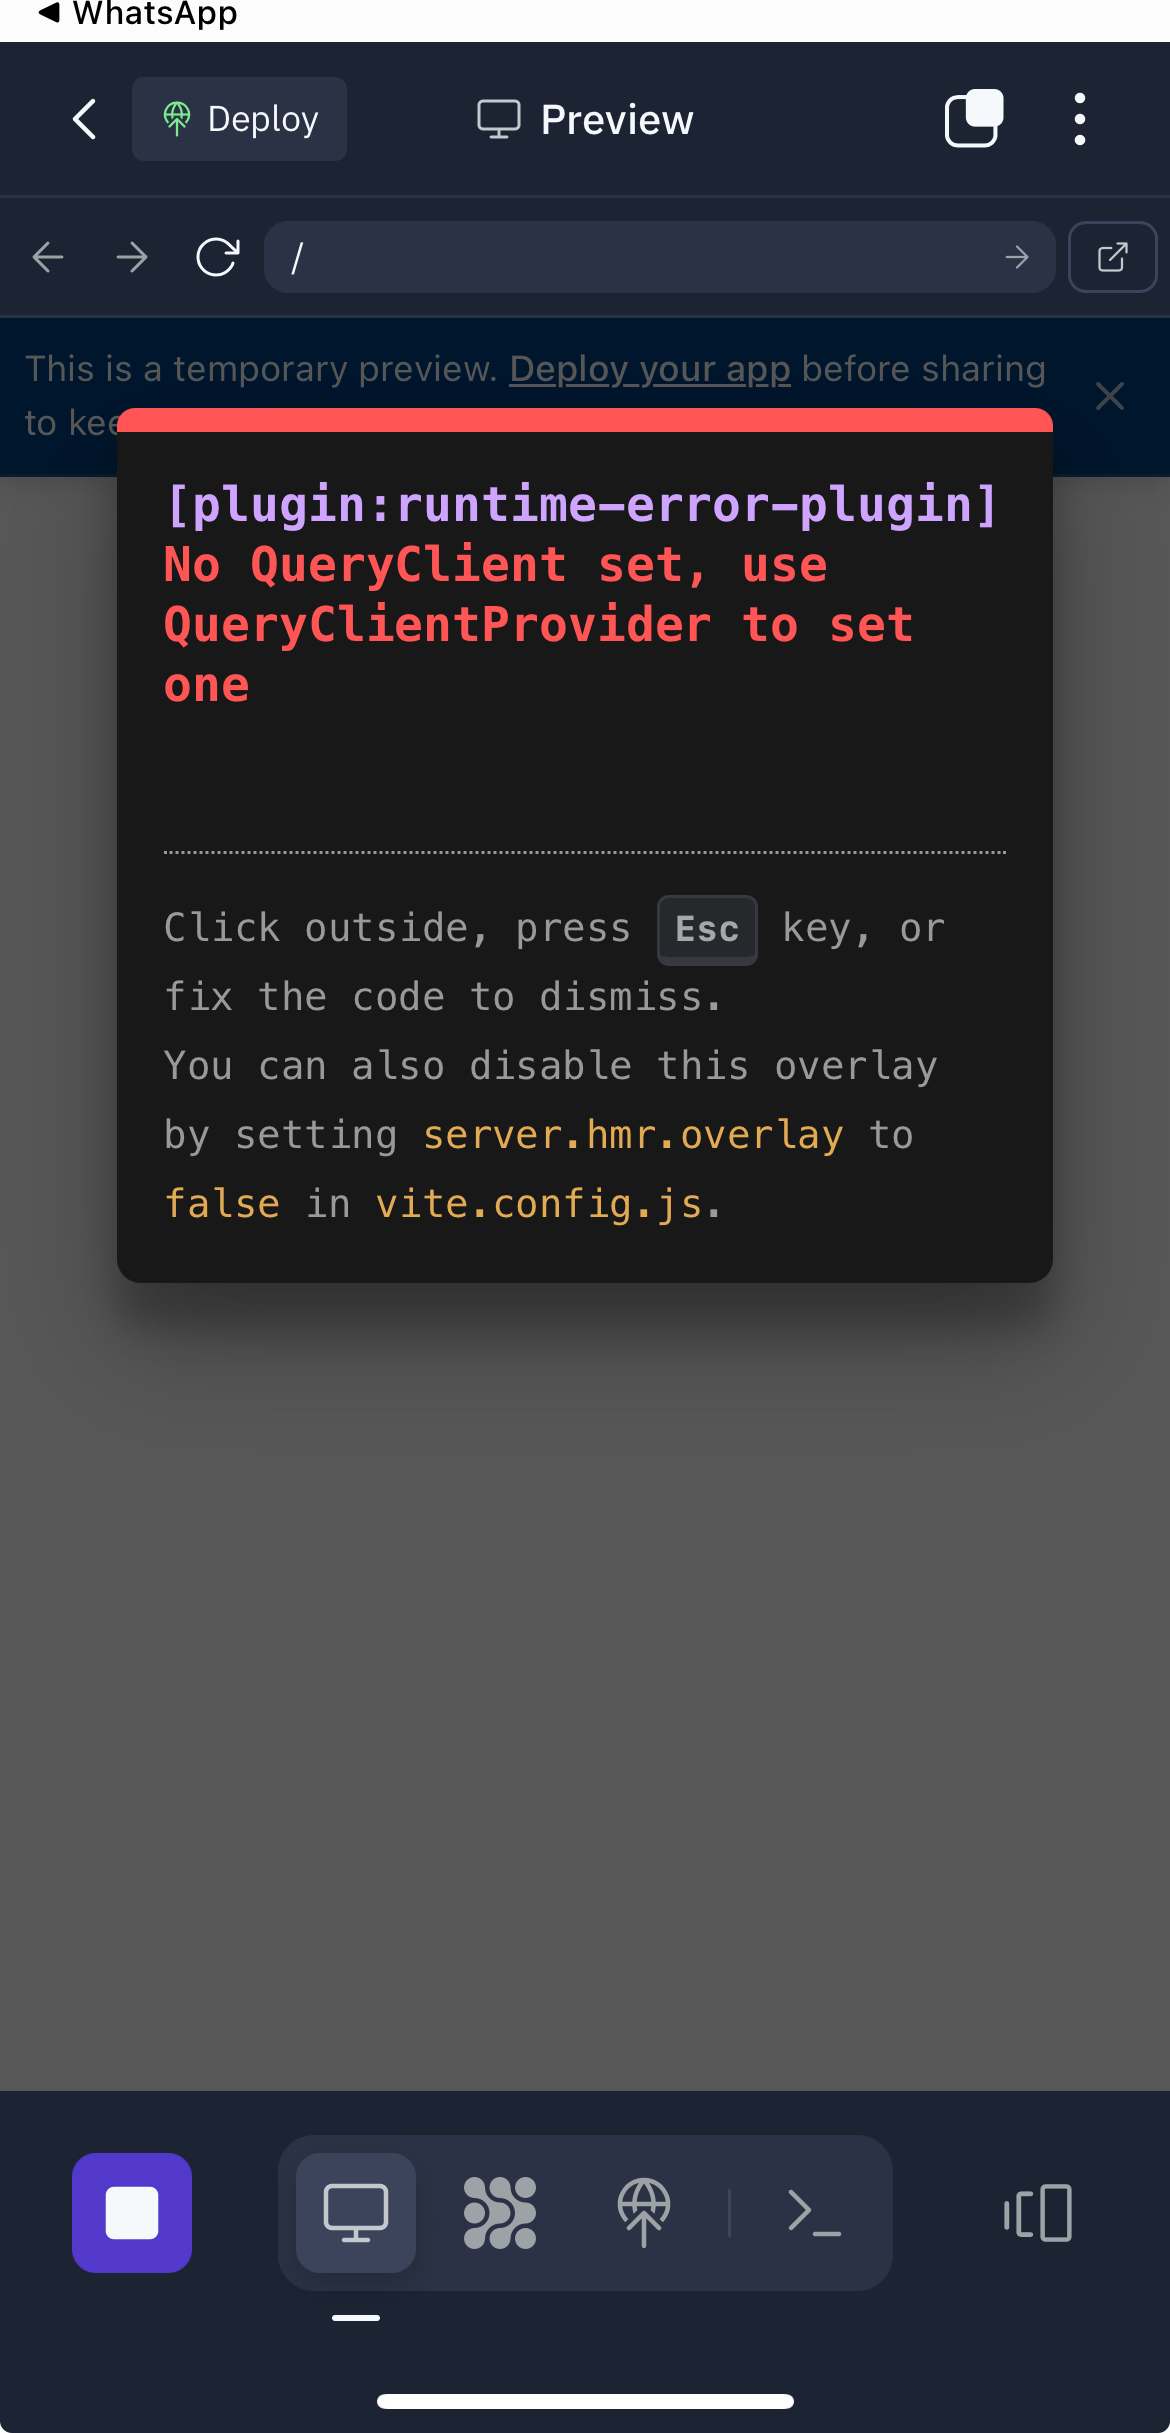 WhatsApp
Deploy
Preview
/
This is a temporary preview. Deploy your app before sharing
to kee
[plugin:runtime-error-plugin]
No QueryClient set, use
QueryClientProvider to set
one
Click outside, press Esc key, or
fix the code to dismiss.
You can also disable this overlay
by setting server.hmr.overlay to
false in vite.config.js.